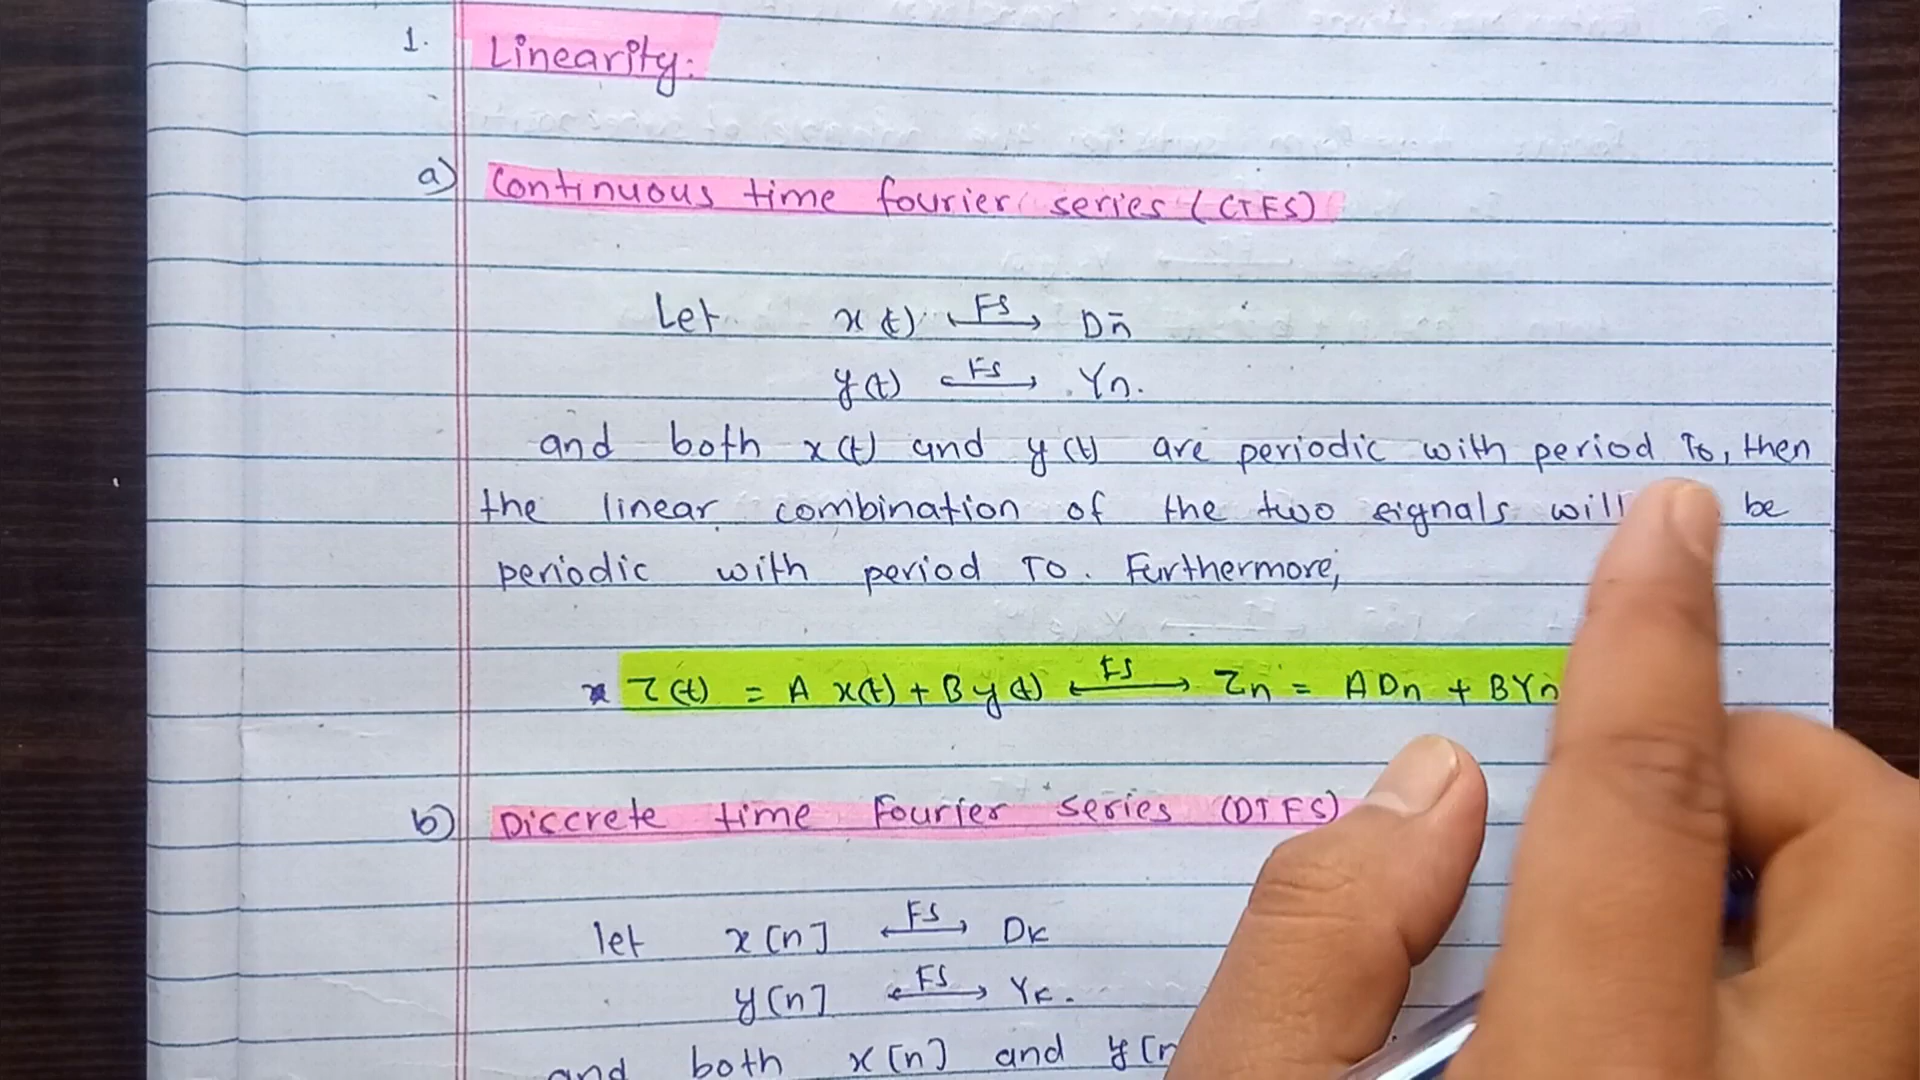 1. Linearity:
a) Continuous time fourier series (CTFS)
Let x(t) ⟷FS Dn
y(t) ⟷FS Yn.
and both x(t) and y(t) are periodic with period To, then
the linear combination of the two signals will be
periodic with period To. Furthermore,
Z(t) = A x(t) + B y(t) ⟷FS Zn = ADn + BYn
b) Discrete time Fourier series (DTFS)
let x[n] ⟷FS DK
y[n] ⟷FS YK.
and both x[n] and y[n